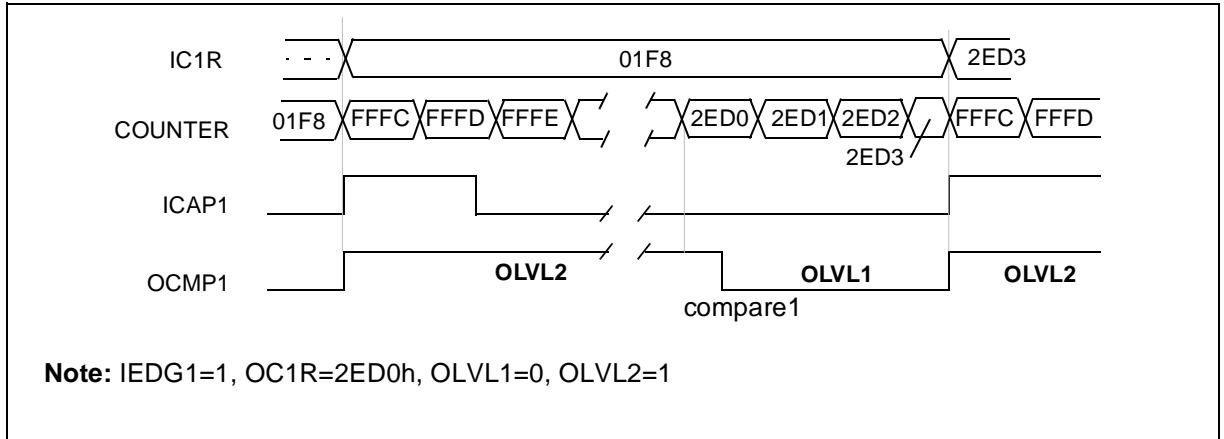 IC1R - - - 01F8 2ED3
COUNTER 01F8 FFFC FFFD FFFE 2ED0 2ED1 2ED2 FFFC FFFD
2ED3
ICAP1
OCMP1 OLVL2 OLVL1 OLVL2
compare1
Note: IEDG1=1, OC1R=2ED0h, OLVL1=0, OLVL2=1